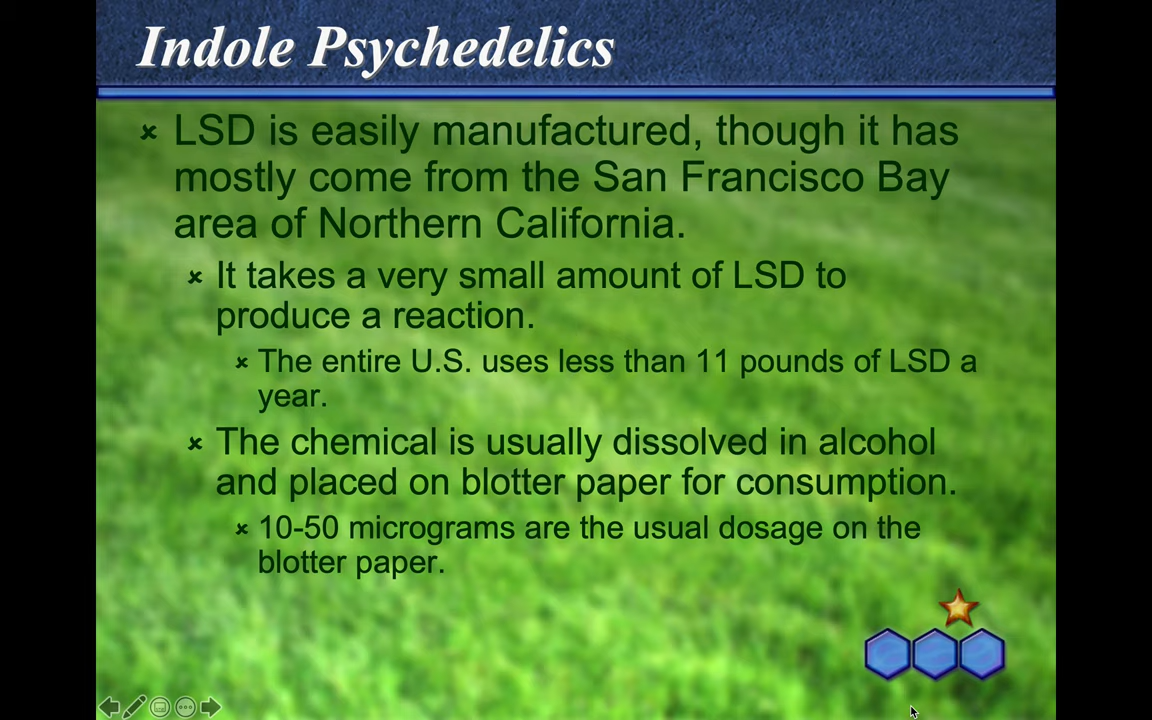 Indole Psychedelics
LSD is easily manufactured, though it has
mostly come from the San Francisco Bay
area of Northern California.
It takes a very small amount of LSD to
produce a reaction.
The entire U.S. uses less than 11 pounds of LSD a
year.
The chemical is usually dissolved in alcohol
and placed on blotter paper for consumption.
10-50 micrograms are the usual dosage on the
blotter paper.